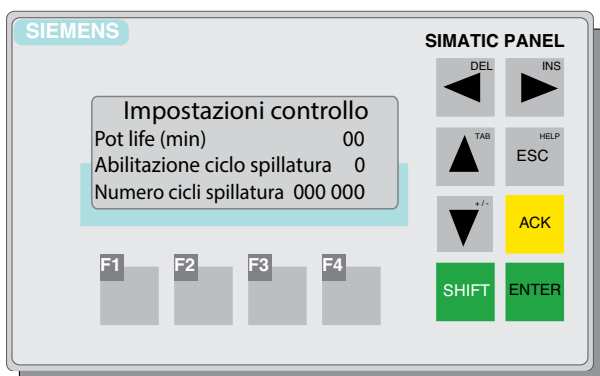 SIEMENS
SIMATIC PANEL
DEL
INS
Impostazioni controllo
Pot life (min) 00
Abilitazione ciclo spillatura 0
Numero cicli spillatura 000 000
TAB
HELP
ESC
+/-
ACK
F1
F2
F3
F4
SHIFT
ENTER